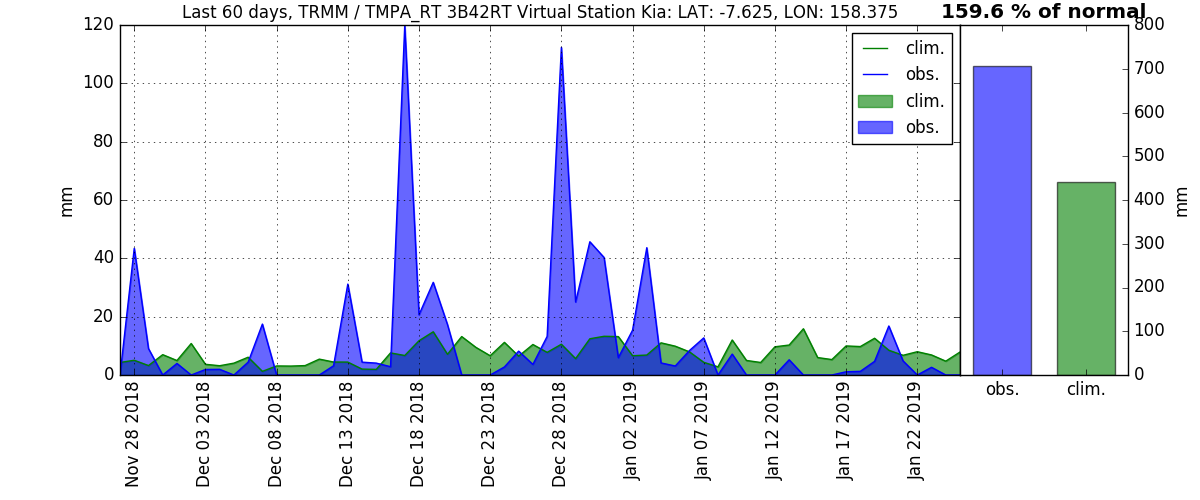 Last 60 days, TRMM / TMPA_RT 3B42RT Virtual Station Kia: LAT: -7.625, LON: 158.375
159.6 % of normal
120
100
80
60
40
20
0
mm
clim.
obs.
clim.
obs.
800
700
600
500
400
300
200
100
0
mm
Nov 28 2018
Dec 03 2018
Dec 08 2018
Dec 13 2018
Dec 18 2018
Dec 23 2018
Dec 28 2018
Jan 02 2019
Jan 07 2019
Jan 12 2019
Jan 17 2019
Jan 22 2019
obs.
clim.